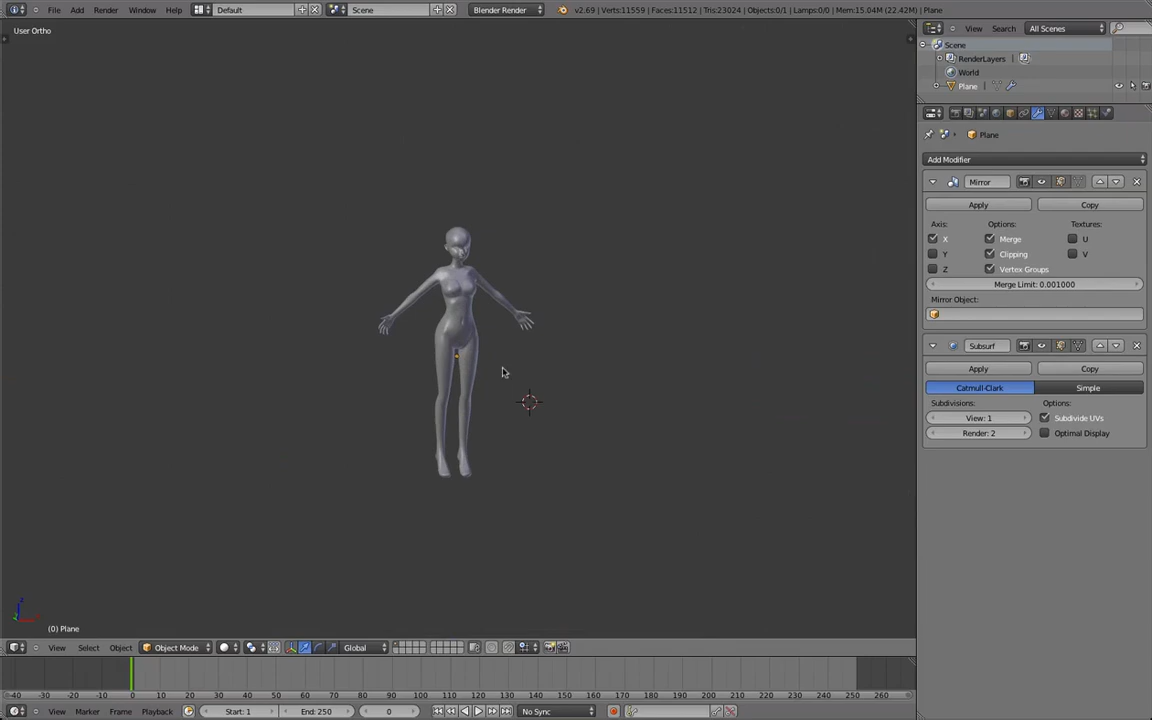 File Add Render Window Help Default Scene Blender Render v2.69 | Verts:11559 | Faces:11512 | Tris:23024 | Objects:0/1 | Lamps:0/0 | Mem:15.04M (22.42M) | Plane
User Ortho
View Search All Scenes
Scene
RenderLayers
World
Plane
Plane
Add Modifier
Mirror
Apply Copy
Axis: Options: Textures:
X Merge U
Y Clipping V
Z Vertex Groups
Merge Limit: 0.001000
Mirror Object:
Subsurf
Apply Copy
Catmull-Clark Simple
Subdivisions: Options:
View: 1 Subdivide UVs
Render: 2 Optimal Display
z
(0) Plane
View Select Object Object Mode Global
-40 -30 -20 -10 0 10 20 30 40 50 60 70 80 90 100 110 120 130 140 150 160 170 180 190 200 210 220 230 240 250 260
View Marker Frame Playback Start: 1 End: 250 0 No Sync